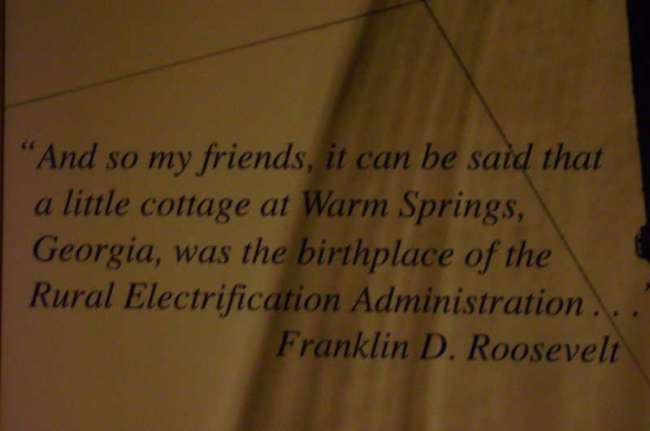 “And so my friends, it can be said that
a little cottage at Warm Springs,
Georgia, was the birthplace of the
Rural Electrification Administration . . .”
Franklin D. Roosevelt